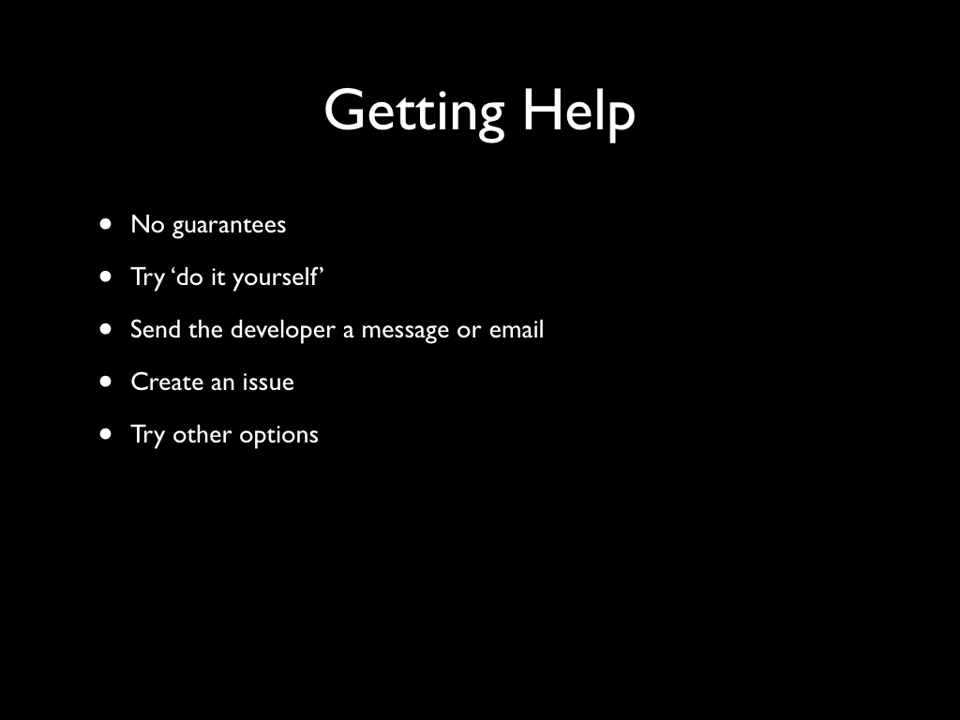 Getting Help
• No guarantees
• Try ‘do it yourself’
• Send the developer a message or email
• Create an issue
• Try other options